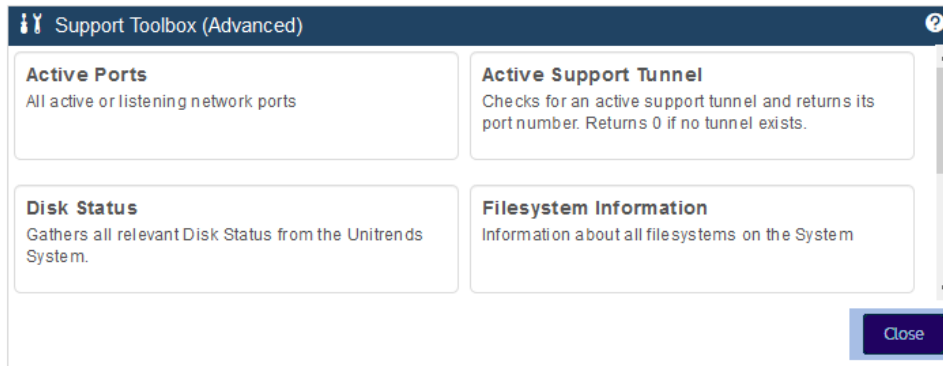 Support Toolbox (Advanced)
?
Active Ports
All active or listening network ports
Active Support Tunnel
Checks for an active support tunnel and returns its
port number. Returns 0 if no tunnel exists.
Disk Status
Gathers all relevant Disk Status from the Unitrends
System.
Filesystem Information
Information about all filesystems on the System
Close